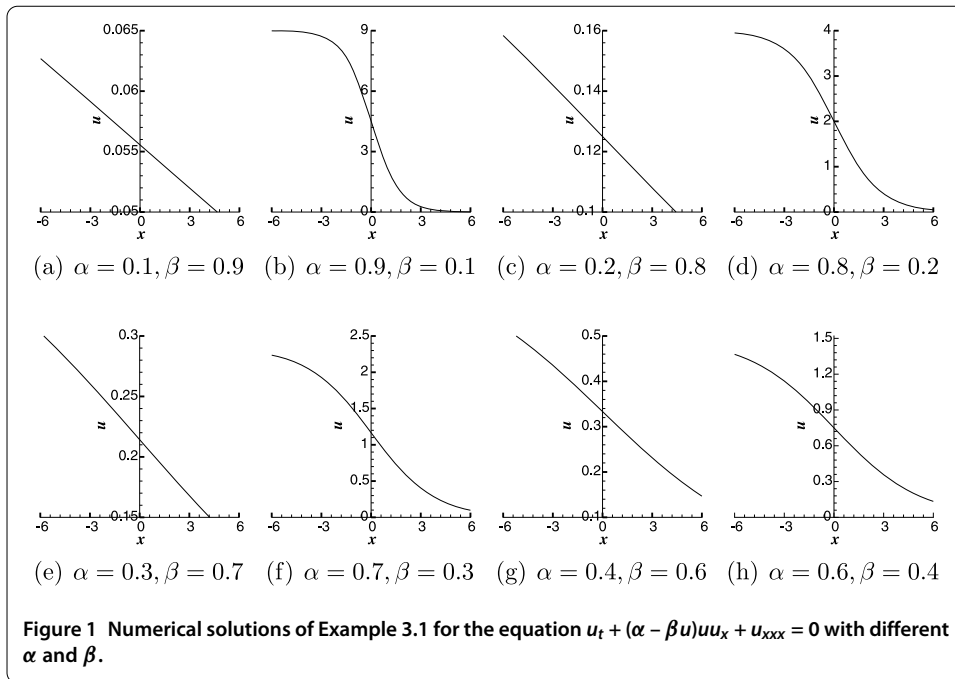 0.065
0.06
0.055
0.05
u
-6 -3 0 3 6
x
(a) α = 0.1, β = 0.9
9
6
3
0
u
-6 -3 0 3 6
x
(b) α = 0.9, β = 0.1
0.16
0.14
0.12
0.1
u
-6 -3 0 3 6
x
(c) α = 0.2, β = 0.8
4
3
2
1
0
u
-6 -3 0 3 6
x
(d) α = 0.8, β = 0.2
0.3
0.25
0.2
0.15
u
-6 -3 0 3 6
x
(e) α = 0.3, β = 0.7
2.5
2
1.5
1
0.5
0
u
-6 -3 0 3 6
x
(f) α = 0.7, β = 0.3
0.5
0.4
0.3
0.2
0.1
u
-6 -3 0 3 6
x
(g) α = 0.4, β = 0.6
1.5
1.2
0.9
0.6
0.3
0
u
-6 -3 0 3 6
x
(h) α = 0.6, β = 0.4
Figure 1 Numerical solutions of Example 3.1 for the equation uₜ + (α – βu)uuₓ + uₓₓₓ = 0 with different
α and β.